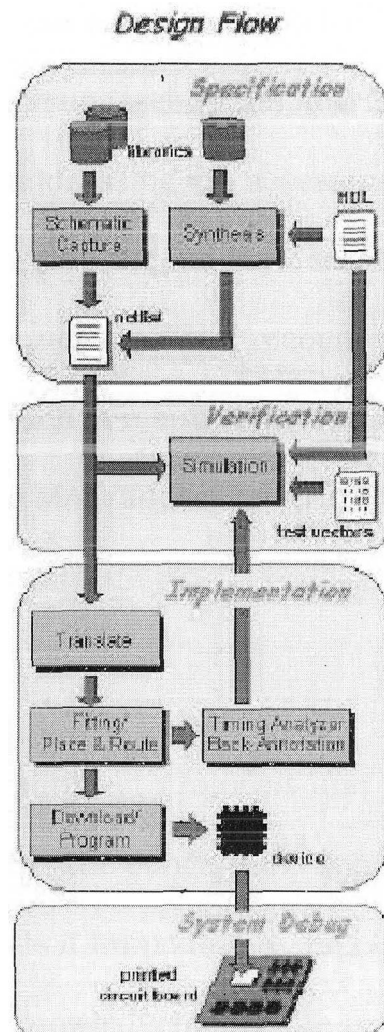 Design Flow
Specification
libraries
HDL
Schematic
Capture
Synthesis
netlist
Verification
Simulation
test vectors
Implementation
Translate
Fitting/
Place & Route
Timing Analyzer
Back-Annotation
Download/
Program
device
System Debug
printed
circuit board